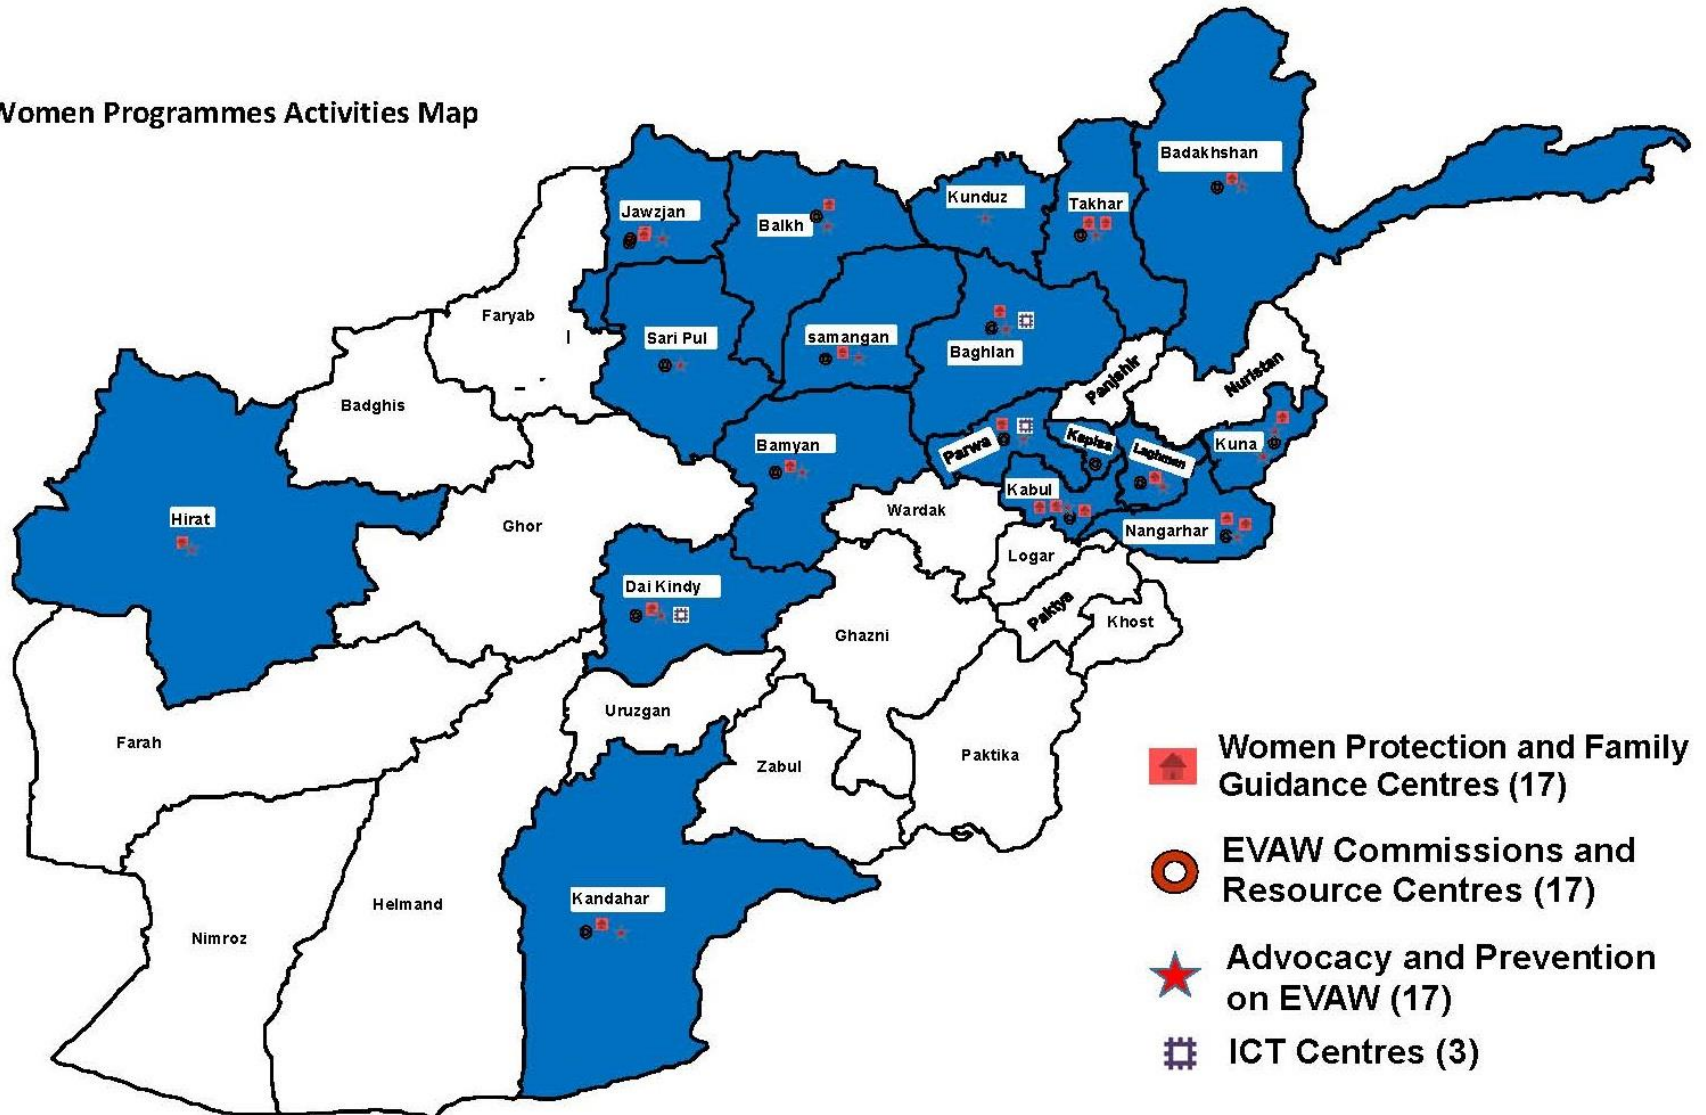 Women Programmes Activities Map
Badakhshan
Kunduz
Takhar
Jawzjan
Balkh
Faryab
Sari Pul
samangan
Baghlan
Panjshir
Nuristan
Badghis
Bamyan
Parwa
Kapisa
Laghman
Kuna
Kabul
Hirat
Ghor
Wardak
Nangarhar
Logar
Dai Kindy
Paktya
Khost
Ghazni
Uruzgan
Farah
Zabul
Paktika
Kandahar
Helmand
Nimroz
Women Protection and Family
Guidance Centres (17)
EVAW Commissions and
Resource Centres (17)
Advocacy and Prevention
on EVAW (17)
ICT Centres (3)